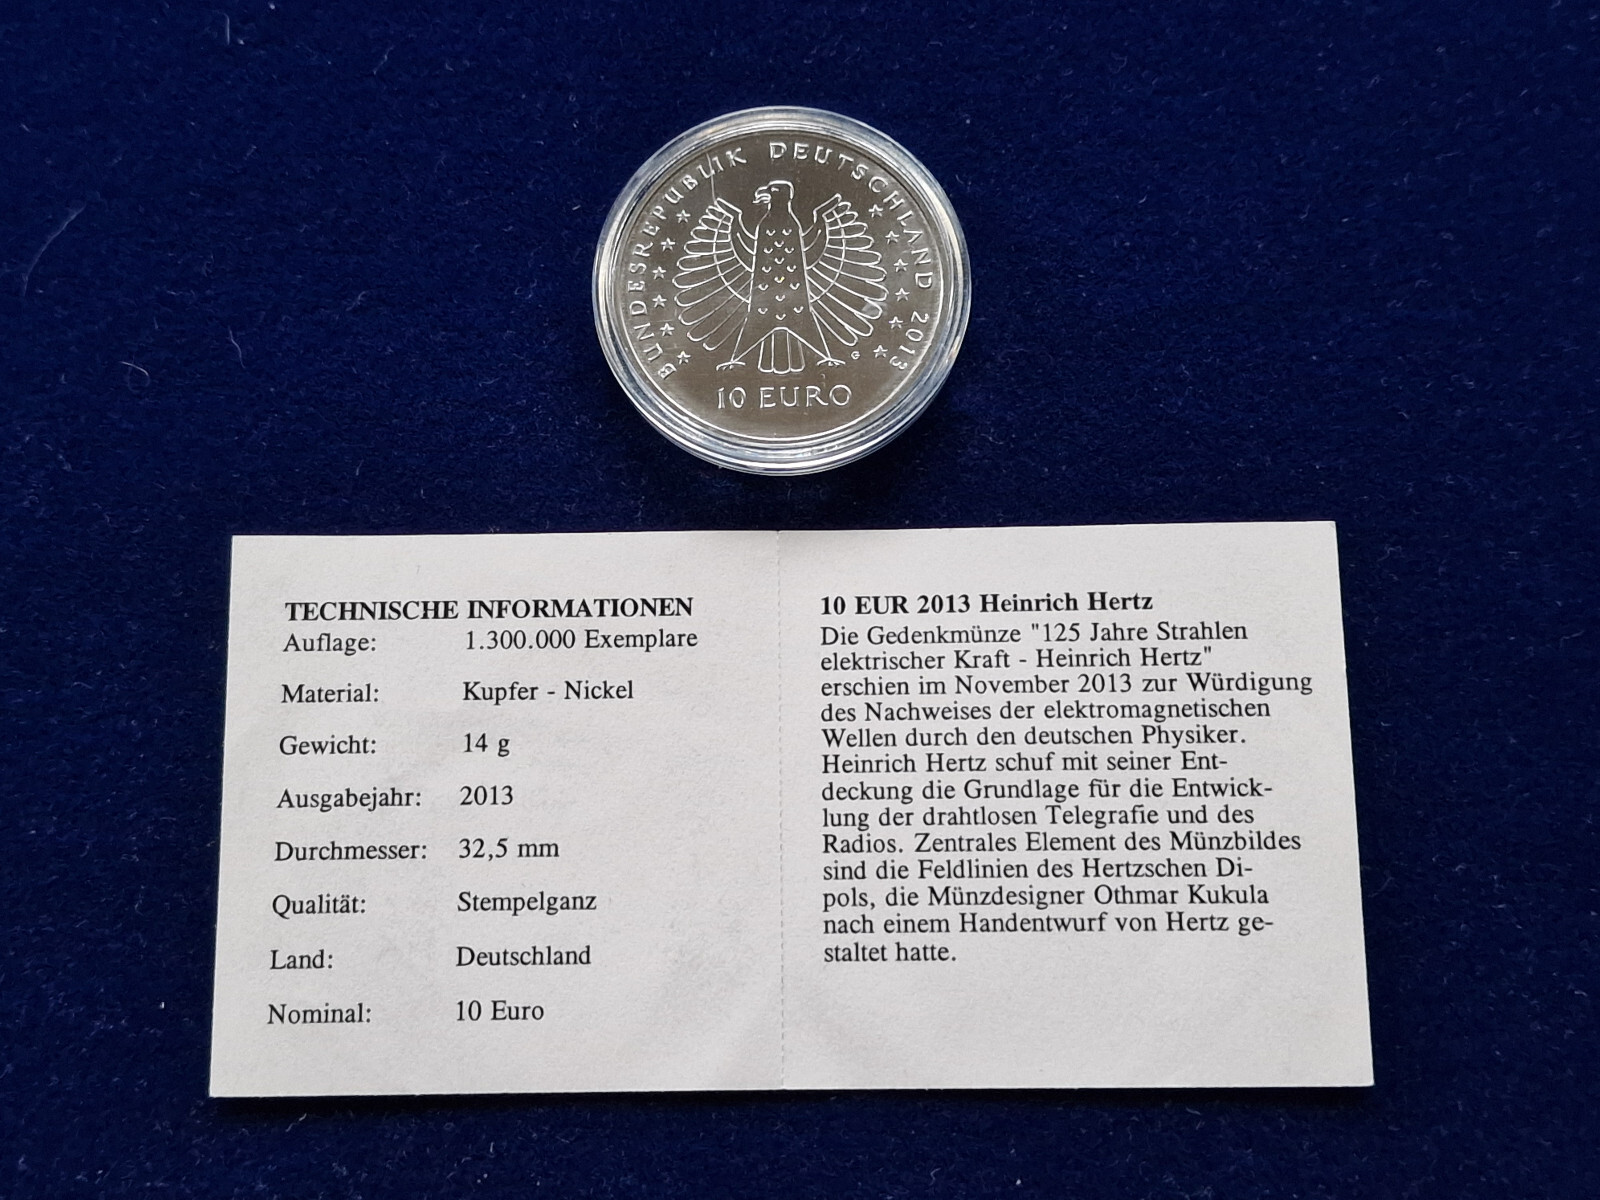 BUNDESREPUBLIK DEUTSCHLAND 2013
G
10 EURO
TECHNISCHE INFORMATIONEN
Auflage: 1.300.000 Exemplare
Material: Kupfer - Nickel
Gewicht: 14 g
Ausgabejahr: 2013
Durchmesser: 32,5 mm
Qualität: Stempelganz
Land: Deutschland
Nominal: 10 Euro
10 EUR 2013 Heinrich Hertz
Die Gedenkmünze "125 Jahre Strahlen
elektrischer Kraft - Heinrich Hertz"
erschien im November 2013 zur Würdigung
des Nachweises der elektromagnetischen
Wellen durch den deutschen Physiker.
Heinrich Hertz schuf mit seiner Ent-
deckung die Grundlage für die Entwick-
lung der drahtlosen Telegrafie und des
Radios. Zentrales Element des Münzbildes
sind die Feldlinien des Hertzschen Di-
pols, die Münzdesigner Othmar Kukula
nach einem Handentwurf von Hertz ge-
staltet hatte.